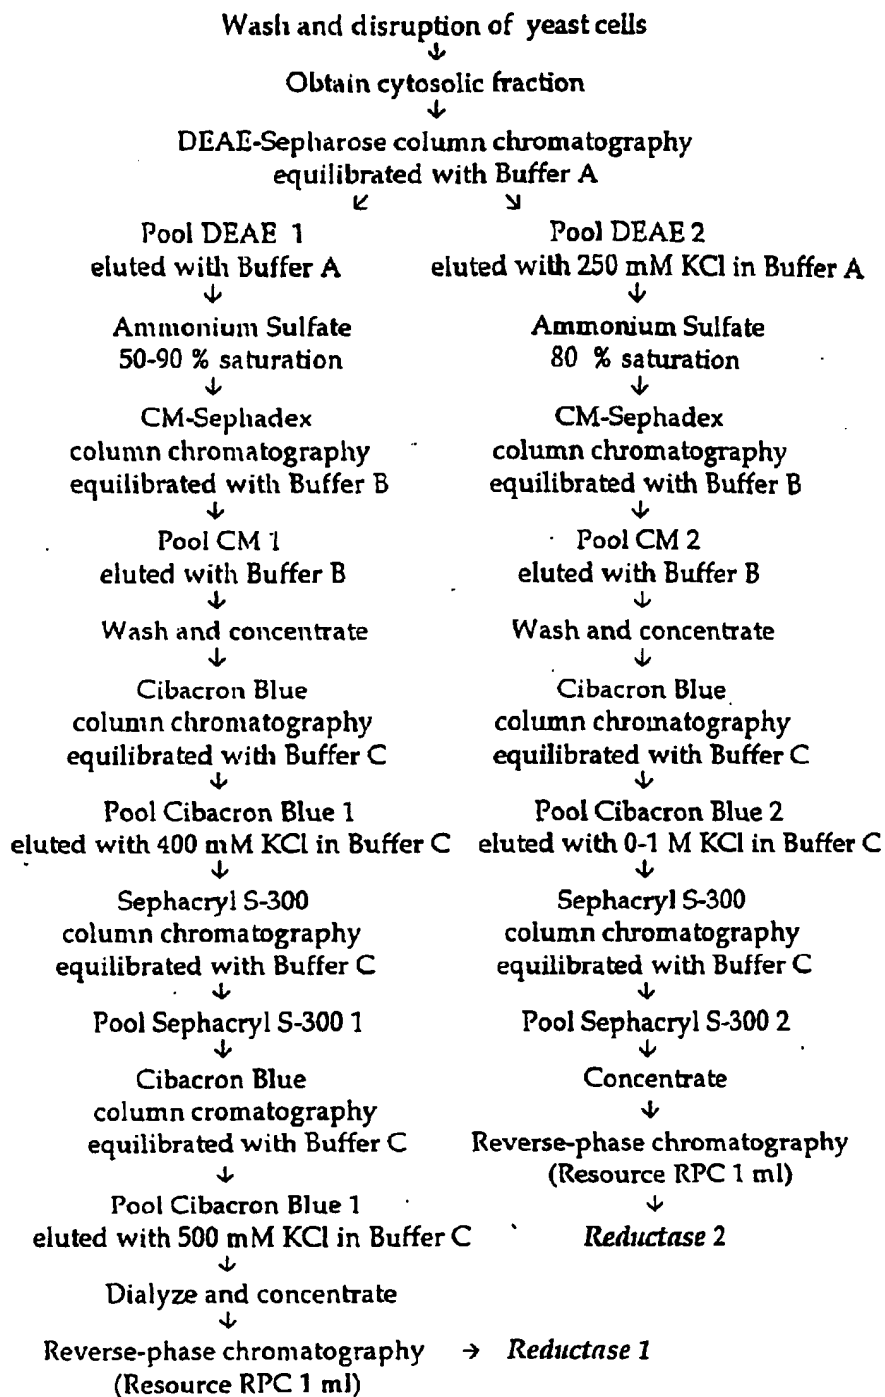 Wash and disruption of yeast cells
↓
Obtain cytosolic fraction
↓
DEAE-Sepharose column chromatography
equilibrated with Buffer A
↙ ↘
Pool DEAE 1
eluted with Buffer A
↓
Ammonium Sulfate
50-90 % saturation
↓
CM-Sephadex
column chromatography
equilibrated with Buffer B
↓
Pool CM 1
eluted with Buffer B
↓
Wash and concentrate
↓
Cibacron Blue
column chromatography
equilibrated with Buffer C
↓
Pool Cibacron Blue 1
eluted with 400 mM KCl in Buffer C
↓
Sephacryl S-300
column chromatography
equilibrated with Buffer C
↓
Pool Sephacryl S-300 1
↓
Cibacron Blue
column cromatography
equilibrated with Buffer C
↓
Pool Cibacron Blue 1
eluted with 500 mM KCl in Buffer C
↓
Dialyze and concentrate
↓
Reverse-phase chromatography → Reductase 1
(Resource RPC 1 ml)
Pool DEAE 2
eluted with 250 mM KCl in Buffer A
↓
Ammonium Sulfate
80 % saturation
↓
CM-Sephadex
column chromatography
equilibrated with Buffer B
↓
Pool CM 2
eluted with Buffer B
↓
Wash and concentrate
↓
Cibacron Blue
column chromatography
equilibrated with Buffer C
↓
Pool Cibacron Blue 2
eluted with 0-1 M KCl in Buffer C
↓
Sephacryl S-300
column chromatography
equilibrated with Buffer C
↓
Pool Sephacryl S-300 2
↓
Concentrate
↓
Reverse-phase chromatography
(Resource RPC 1 ml)
↓
Reductase 2